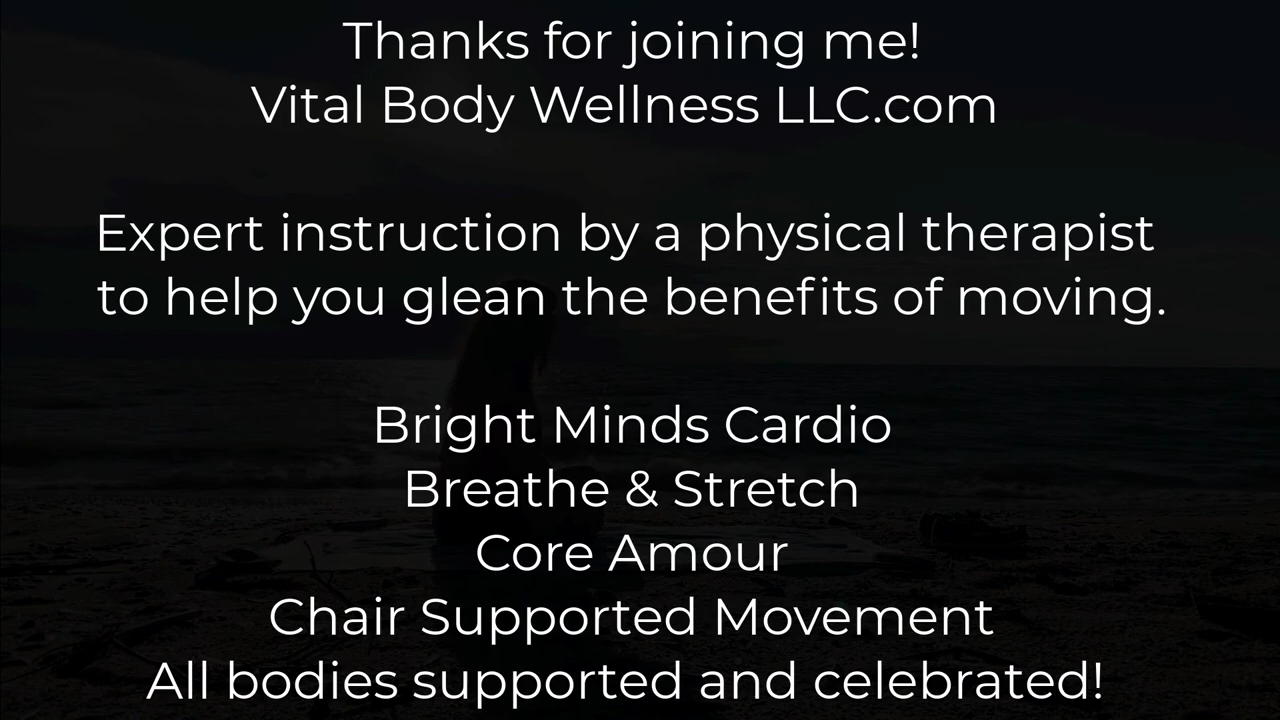 Thanks for joining me!
Vital Body Wellness LLC.com
Expert instruction by a physical therapist
to help you glean the benefits of moving.
Bright Minds Cardio
Breathe & Stretch
Core Amour
Chair Supported Movement
All bodies supported and celebrated!